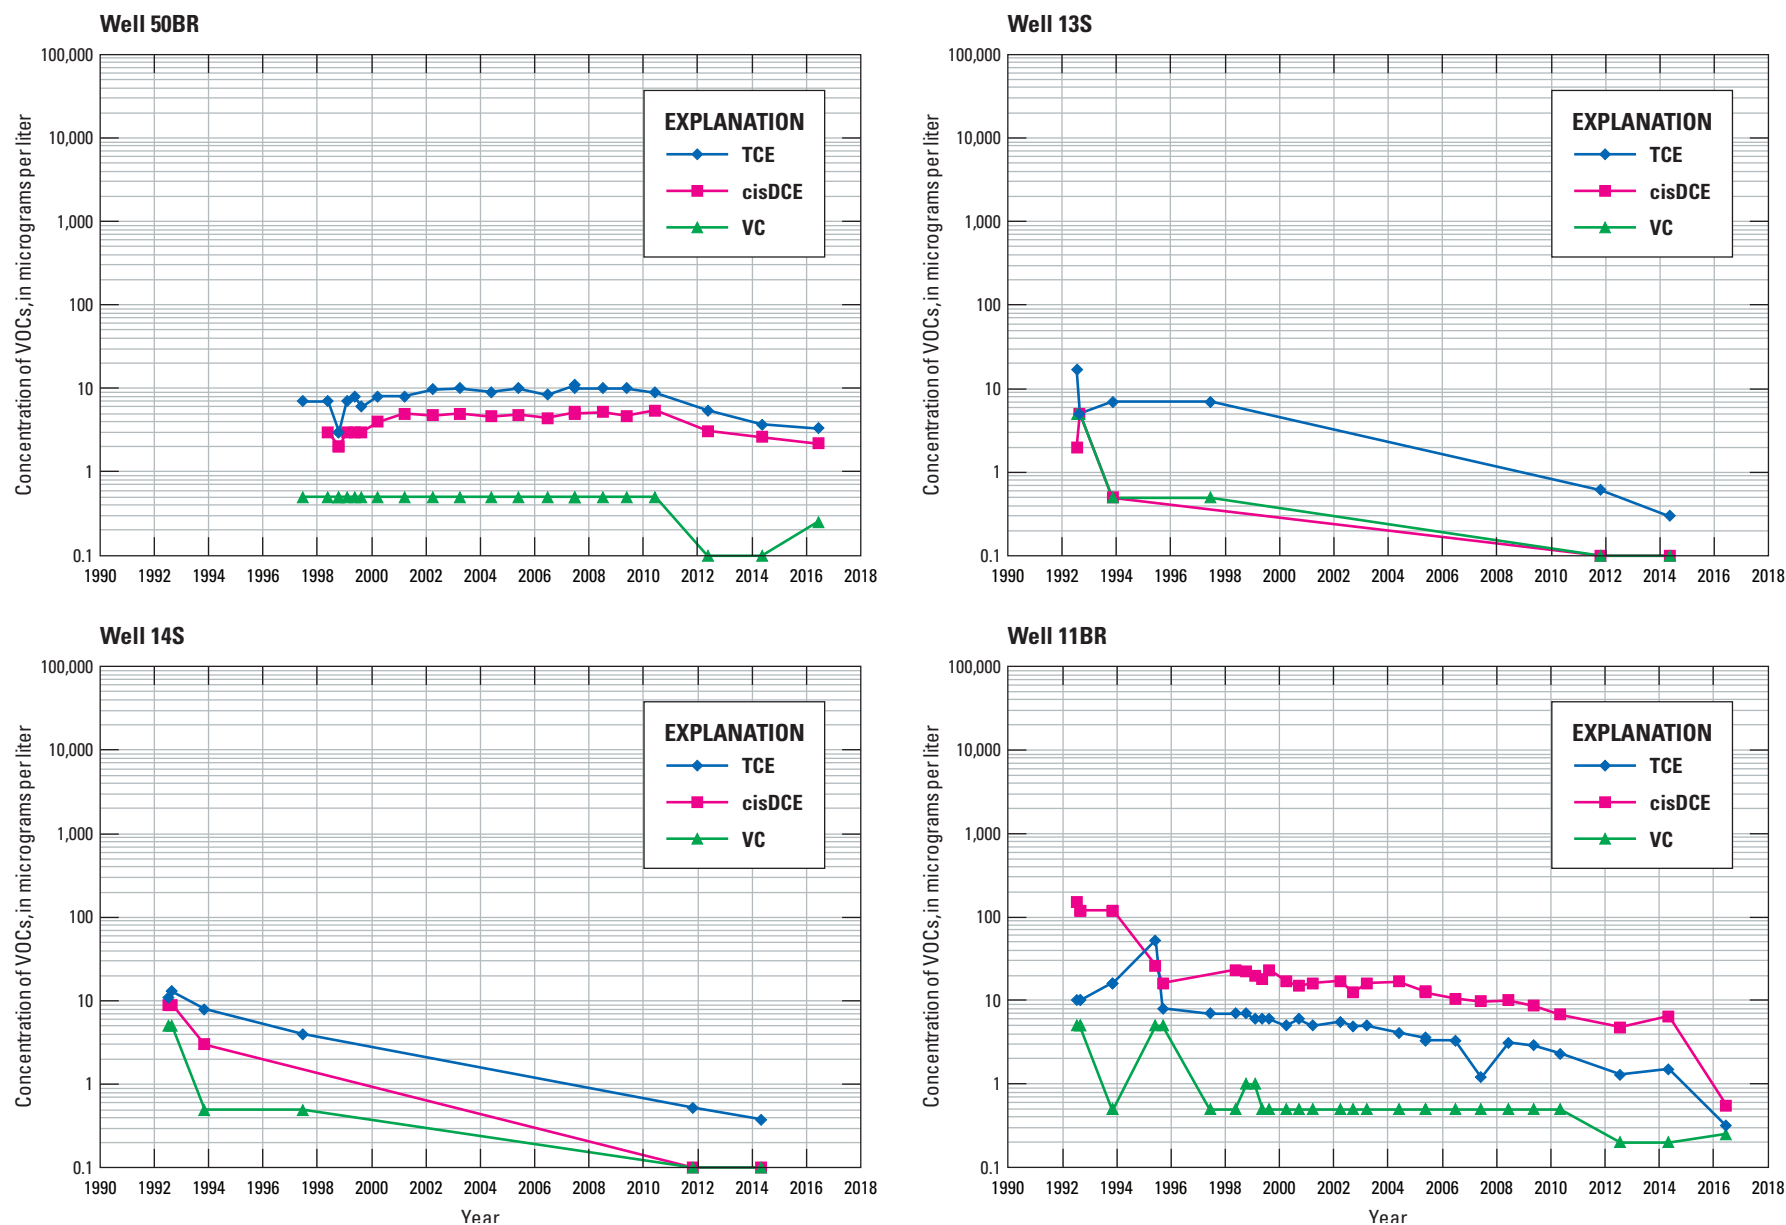 Well 50BR
Concentration of VOCs, in micrograms per liter
100,000
10,000
1,000
100
10
1
0.1
1990 1992 1994 1996 1998 2000 2002 2004 2006 2008 2010 2012 2014 2016 2018
EXPLANATION
TCE
cisDCE
VC
Well 13S
Concentration of VOCs, in micrograms per liter
100,000
10,000
1,000
100
10
1
0.1
1990 1992 1994 1996 1998 2000 2002 2004 2006 2008 2010 2012 2014 2016 2018
EXPLANATION
TCE
cisDCE
VC
Well 14S
Concentration of VOCs, in micrograms per liter
100,000
10,000
1,000
100
10
1
0.1
1990 1992 1994 1996 1998 2000 2002 2004 2006 2008 2010 2012 2014 2016 2018
Year
EXPLANATION
TCE
cisDCE
VC
Well 11BR
Concentration of VOCs, in micrograms per liter
100,000
10,000
1,000
100
10
1
0.1
1990 1992 1994 1996 1998 2000 2002 2004 2006 2008 2010 2012 2014 2016 2018
Year
EXPLANATION
TCE
cisDCE
VC